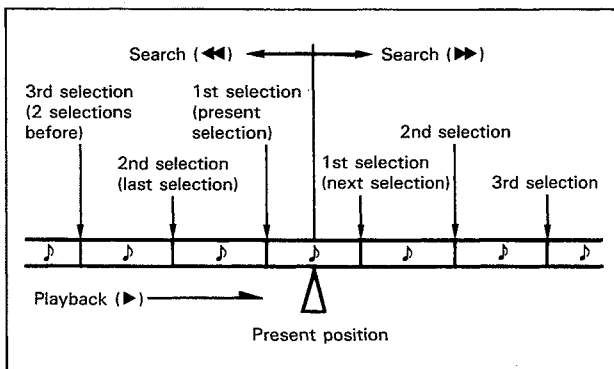 Search (◀◀)
Search (▶▶)
3rd selection
(2 selections
before)
1st selection
(present
selection)
2nd selection
(last selection)
2nd selection
1st selection
(next selection)
3rd selection
Playback (▶)
Present position